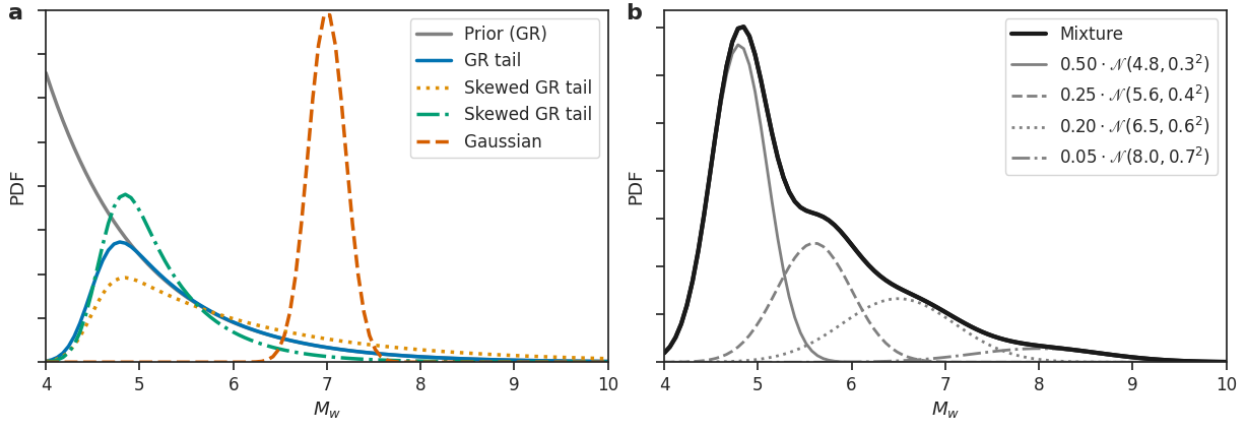 a
PDF
Prior (GR)
GR tail
Skewed GR tail
Skewed GR tail
Gaussian
4 5 6 7 8 9 10
M_w
b
PDF
Mixture
0.50 · 𝒩(4.8, 0.3²)
0.25 · 𝒩(5.6, 0.4²)
0.20 · 𝒩(6.5, 0.6²)
0.05 · 𝒩(8.0, 0.7²)
4 5 6 7 8 9 10
M_w